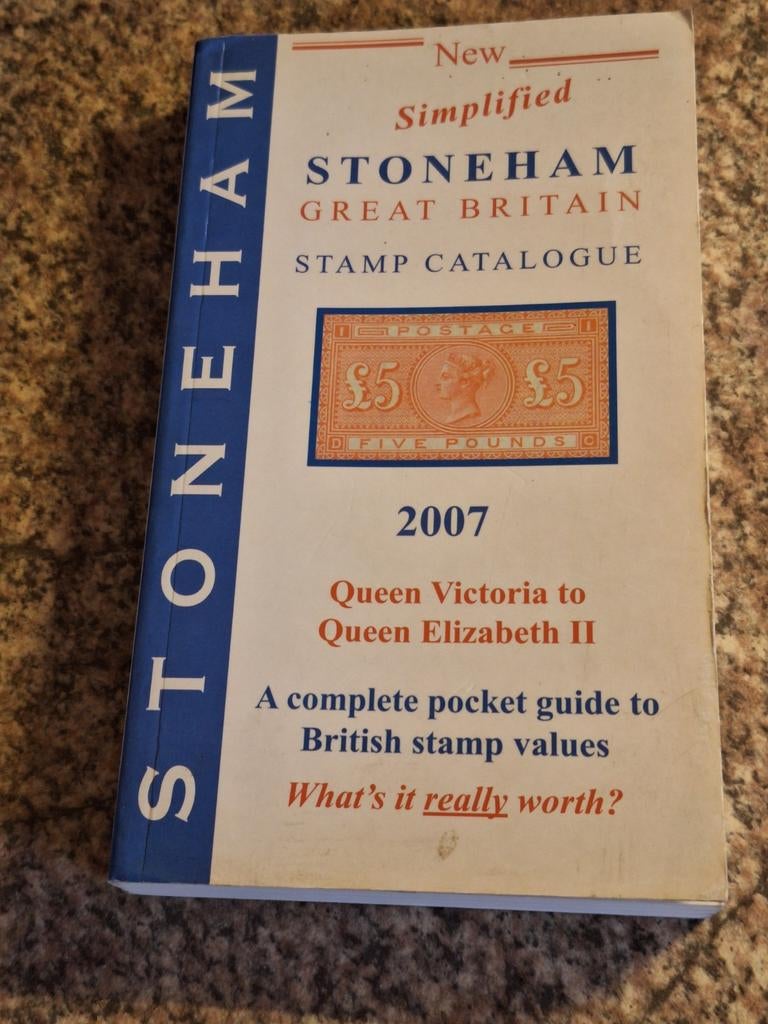 STONEHAM
New
Simplified
STONEHAM
GREAT BRITAIN
STAMP CATALOGUE
I POSTAGE I
£5 £5
D FIVE POUNDS C
2007
Queen Victoria to
Queen Elizabeth II
A complete pocket guide to
British stamp values
What's it really worth?